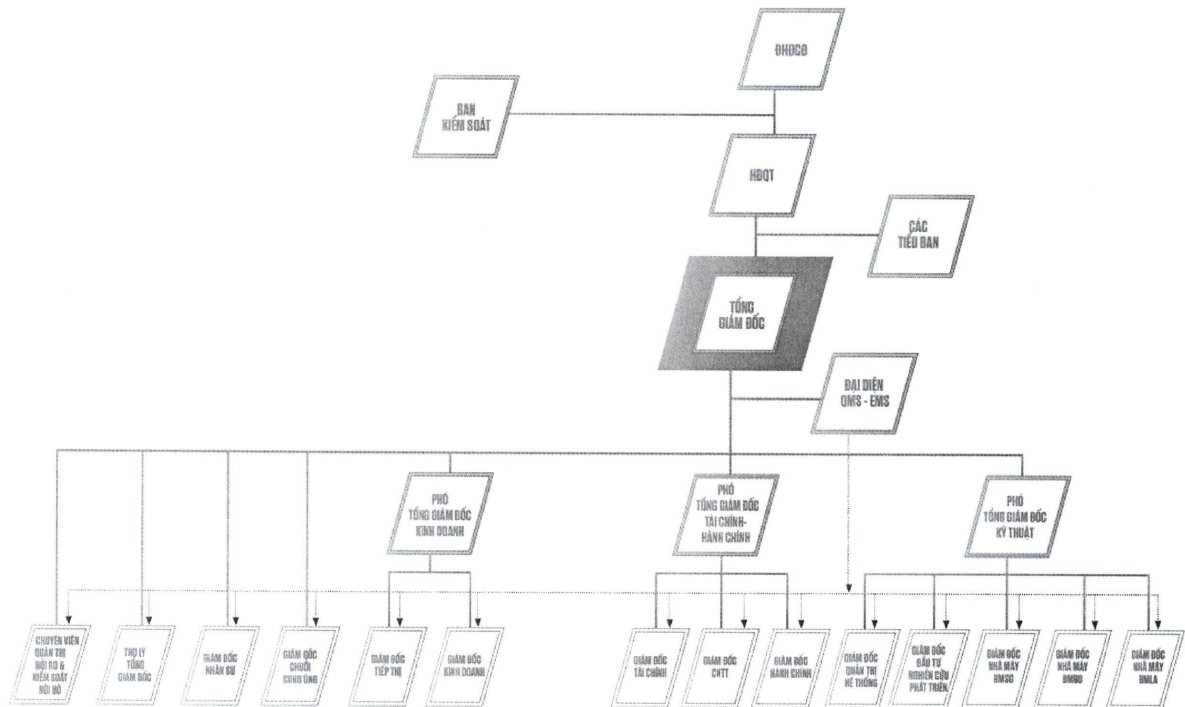 ĐHĐCĐ
BAN
KIỂM SOÁT
HĐQT
CÁC
TIỂU BAN
TỔNG
GIÁM ĐỐC
ĐẠI DIỆN
QMS - EMS
PHÓ
TỔNG GIÁM ĐỐC
KINH DOANH
PHÓ
TỔNG GIÁM ĐỐC
TÀI CHÍNH-
HÀNH CHÍNH
PHÓ
TỔNG GIÁM ĐỐC
KỸ THUẬT
CHUYÊN VIÊN
QUẢN TRỊ
RỦI RO &
KIỂM SOÁT
NỘI BỘ
TRỢ LÝ
TỔNG
GIÁM ĐỐC
GIÁM ĐỐC
NHÂN SỰ
GIÁM ĐỐC
CHUỖI
CUNG ỨNG
GIÁM ĐỐC
TIẾP THỊ
GIÁM ĐỐC
KINH DOANH
GIÁM ĐỐC
TÀI CHÍNH
GIÁM ĐỐC
CNTT
GIÁM ĐỐC
HÀNH CHÍNH
GIÁM ĐỐC
QUẢN TRỊ
HỆ THỐNG
GIÁM ĐỐC
ĐẦU TƯ
NGHIÊN CỨU
PHÁT TRIỂN
GIÁM ĐỐC
NHÀ MÁY
BMSG
GIÁM ĐỐC
NHÀ MÁY
BMBD
GIÁM ĐỐC
NHÀ MÁY
BMLA